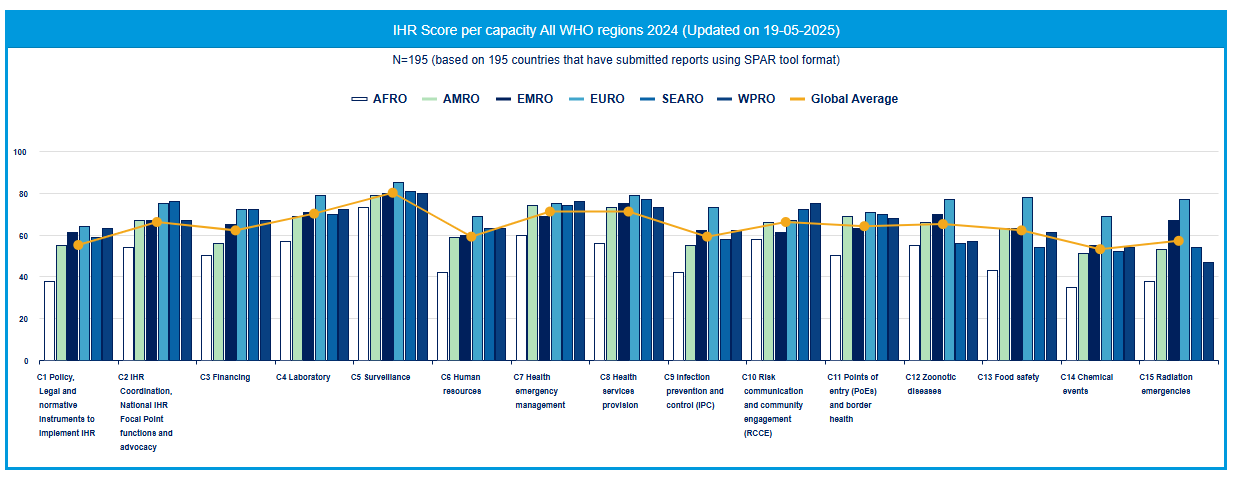 IHR Score per capacity All WHO regions 2024 (Updated on 19-05-2025)
N=195 (based on 195 countries that have submitted reports using SPAR tool format)
AFRO AMRO EMRO EURO SEARO WPRO Global Average
100
80
60
40
20
0
C1 Policy,
Legal and
normative
Instruments to
implement IHR
C2 IHR
Coordination,
National IHR
Focal Point
functions and
advocacy
C3 Financing
C4 Laboratory
C5 Surveillance
C6 Human
resources
C7 Health
emergency
management
C8 Health
services
provision
C9 Infection
prevention and
control (IPC)
C10 Risk
communication
and community
engagement
(RCCE)
C11 Points of
entry (PoEs) and
border
health
C12 Zoonotic
diseases
C13 Food safety
C14 Chemical
events
C15 Radiation
emergencies